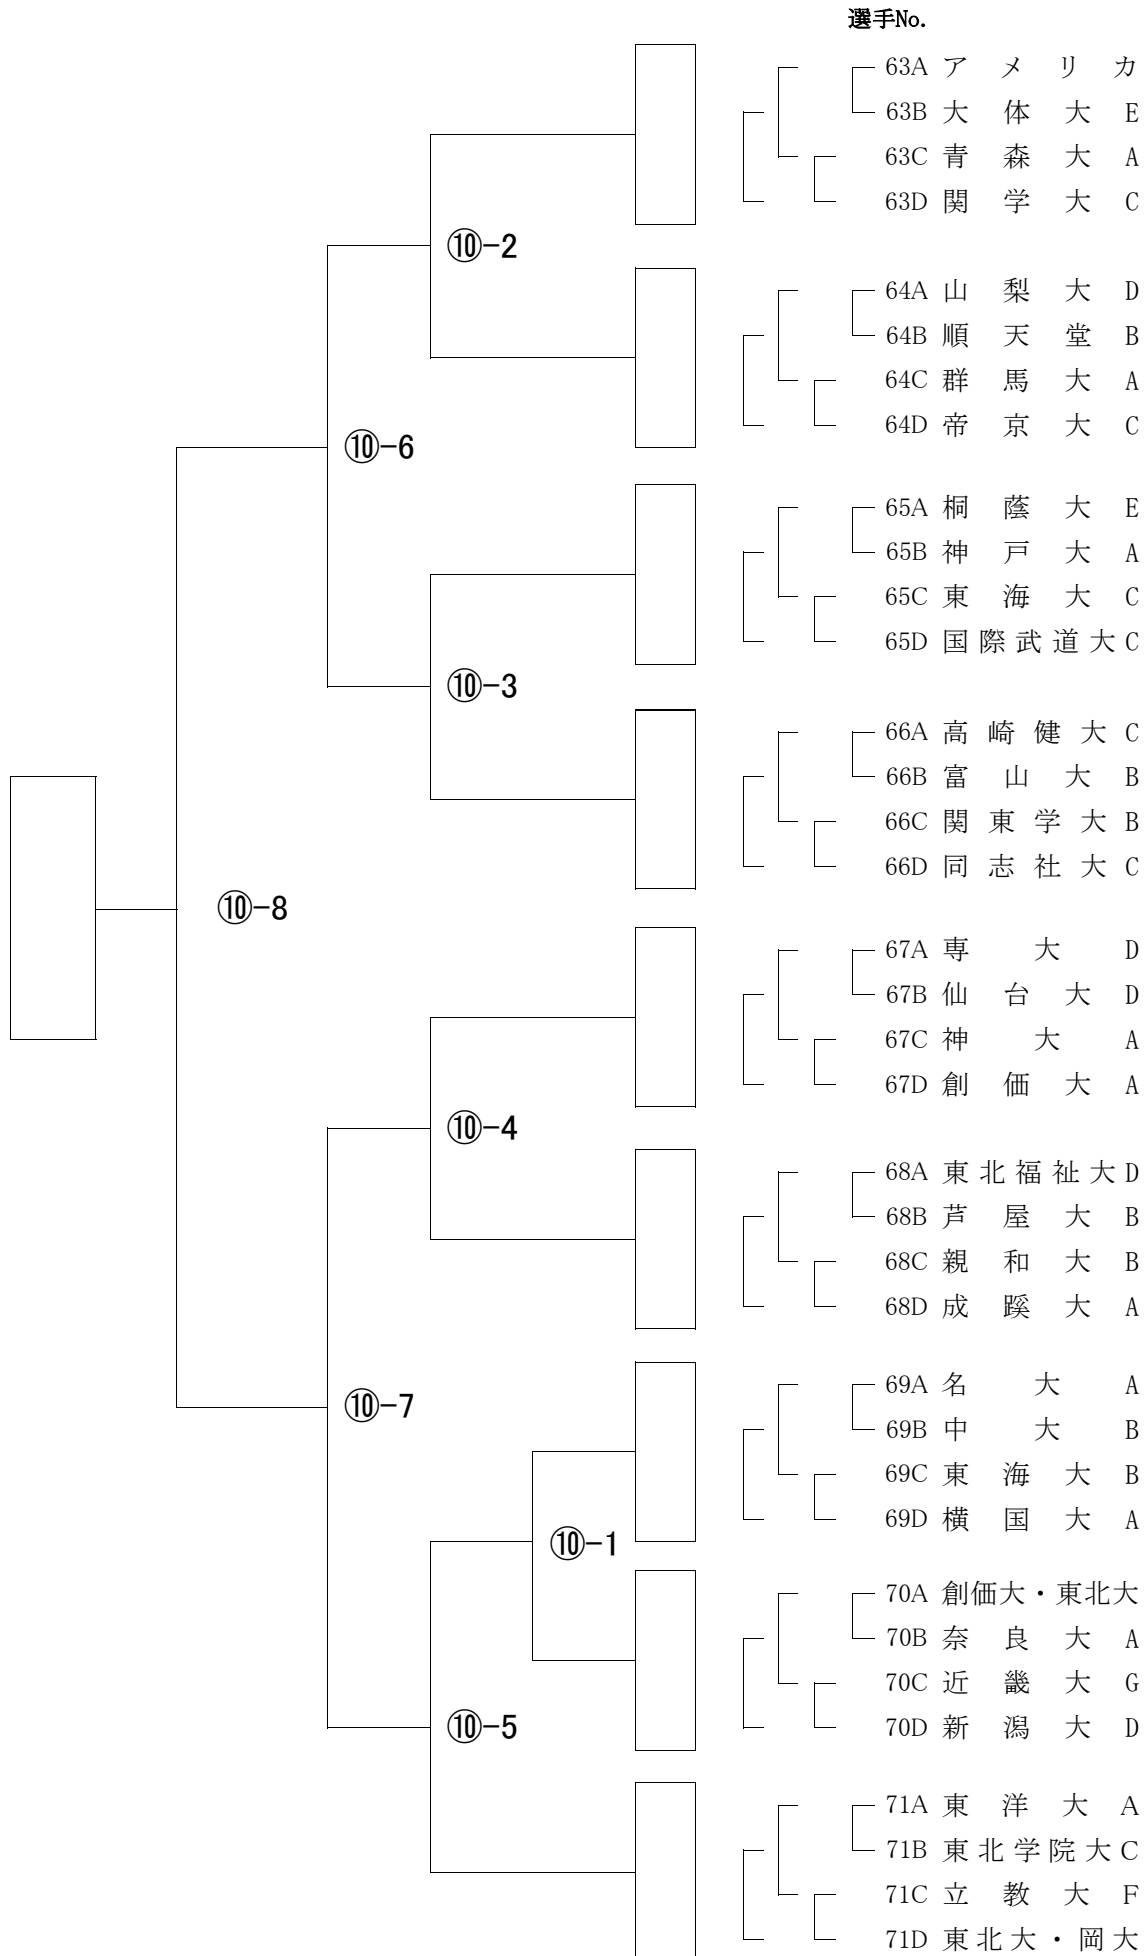 選手No.
63A アメリカ
63B 大体大E
63C 青森大A
63D 関学大C
⑩-2
64A 山梨大D
64B 順天堂B
64C 群馬大A
64D 帝京大C
⑩-6
65A 桐蔭大E
65B 神戸大A
65C 東海大C
65D 国際武道大C
⑩-3
66A 高崎健大C
66B 富山大B
66C 関東学大B
66D 同志社大C
⑩-8
67A 専大D
67B 仙台大D
67C 神大A
67D 創価大A
⑩-4
68A 東北福祉大D
68B 芦屋大B
68C 親和大B
68D 成蹊大A
⑩-7
69A 名大A
69B 中大B
69C 東海大B
69D 横国大A
⑩-1
70A 創価大・東北大
70B 奈良大A
70C 近畿大G
70D 新潟大D
⑩-5
71A 東洋大A
71B 東北学院大C
71C 立教大F
71D 東北大・岡大